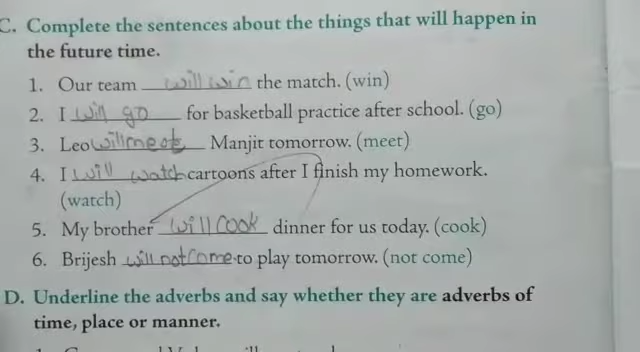 C. Complete the sentences about the things that will happen in
the future time.
1. Our team will win the match. (win)
2. I will go for basketball practice after school. (go)
3. Leo will meet Manjit tomorrow. (meet)
4. I will watch cartoons after I finish my homework.
(watch)
5. My brother will cook dinner for us today. (cook)
6. Brijesh will not come to play tomorrow. (not come)
D. Underline the adverbs and say whether they are adverbs of
time, place or manner.